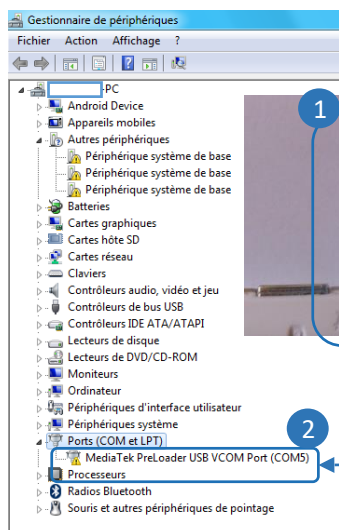 Gestionnaire de périphériques
Fichier Action Affichage ?
-PC
1
Android Device
Appareils mobiles
Autres périphériques
Périphérique système de base
Périphérique système de base
Périphérique système de base
Batteries
Cartes graphiques
Cartes hôte SD
Cartes réseau
Claviers
Contrôleurs audio, vidéo et jeu
Contrôleurs de bus USB
Contrôleurs IDE ATA/ATAPI
Lecteurs de disque
Lecteurs de DVD/CD-ROM
Moniteurs
Ordinateur
Périphériques d'interface utilisateur
Périphériques système
2
Ports (COM et LPT)
MediaTek PreLoader USB VCOM Port (COM5)
Processeurs
Radios Bluetooth
Souris et autres périphériques de pointage